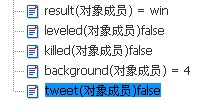 result(对象成员) = win
leveled(对象成员)false
killed(对象成员)false
background(对象成员) = 4
tweet(对象成员)false